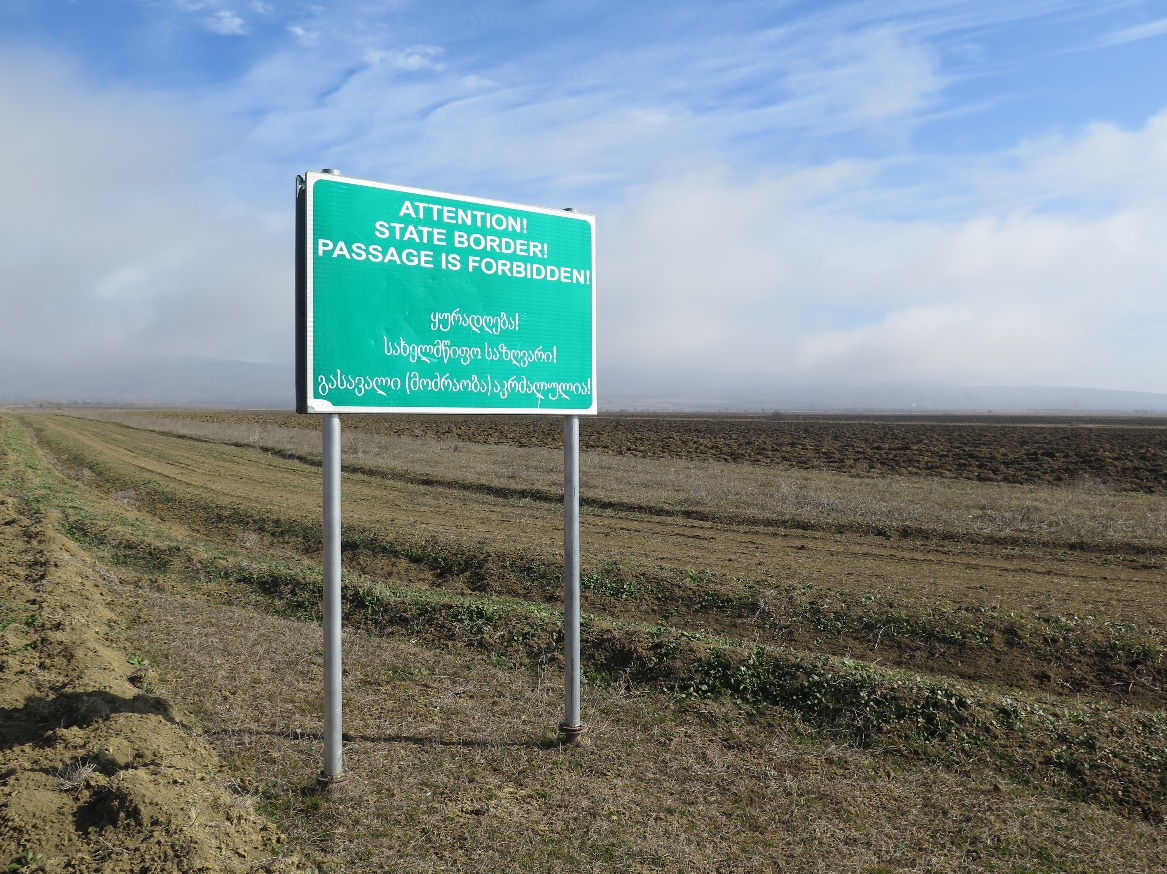 ATTENTION!
STATE BORDER!
PASSAGE IS FORBIDDEN!
ყურადღება!
სახელმწიფო საზღვარი!
გასავალი (მოძრაობა) აკრძალულია!